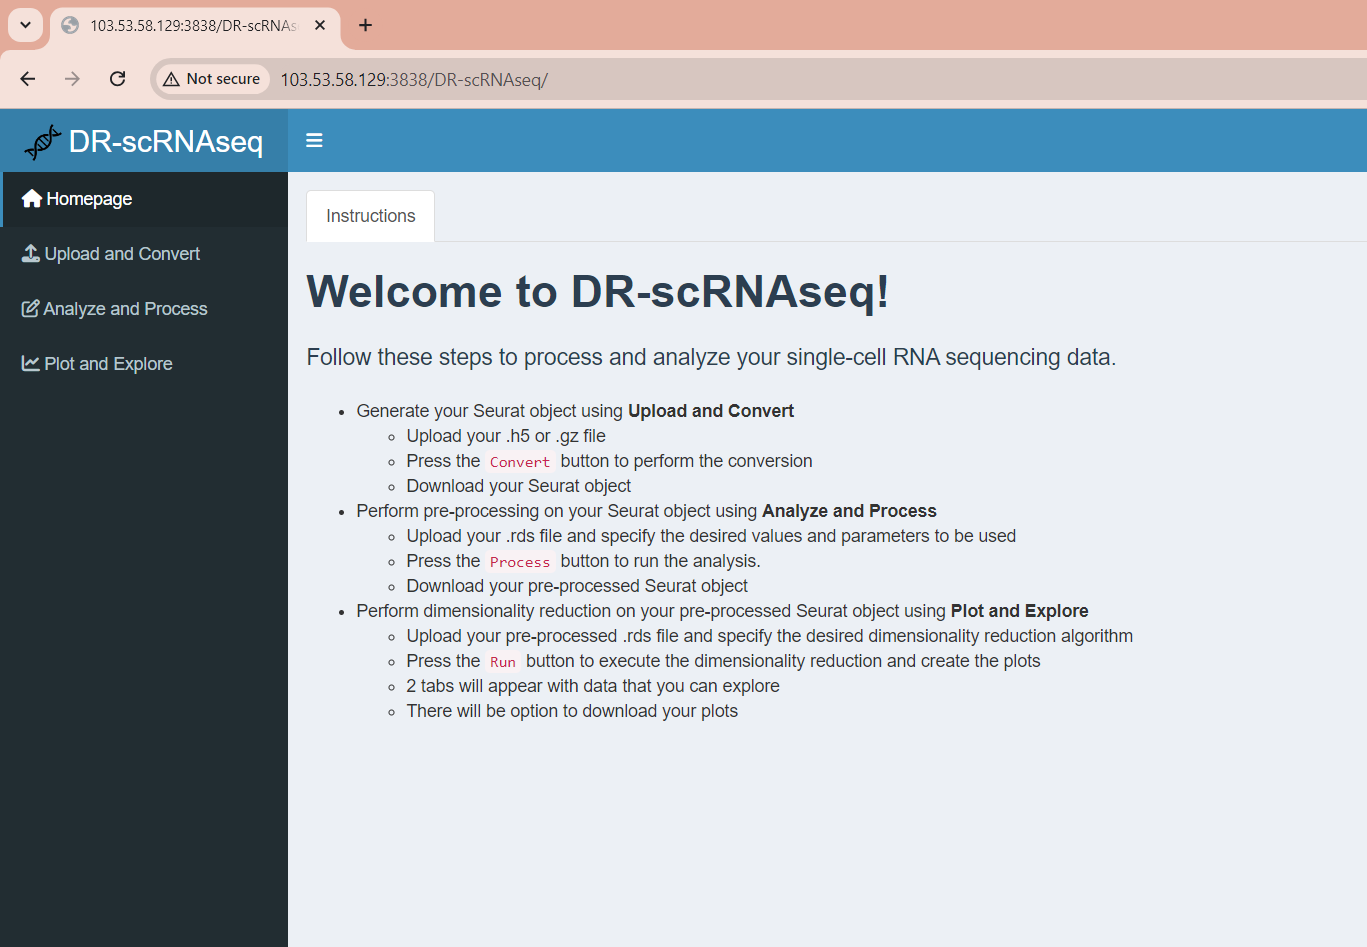 103.53.58.129:3838/DR-scRNAs
Not secure
103.53.58.129:3838/DR-scRNAseq/
DR-scRNAseq
Homepage
Upload and Convert
Analyze and Process
Plot and Explore
Instructions
Welcome to DR-scRNAseq!
Follow these steps to process and analyze your single-cell RNA sequencing data.
Generate your Seurat object using Upload and Convert
Upload your .h5 or .gz file
Press the Convert button to perform the conversion
Download your Seurat object
Perform pre-processing on your Seurat object using Analyze and Process
Upload your .rds file and specify the desired values and parameters to be used
Press the Process button to run the analysis.
Download your pre-processed Seurat object
Perform dimensionality reduction on your pre-processed Seurat object using Plot and Explore
Upload your pre-processed .rds file and specify the desired dimensionality reduction algorithm
Press the Run button to execute the dimensionality reduction and create the plots
2 tabs will appear with data that you can explore
There will be option to download your plots